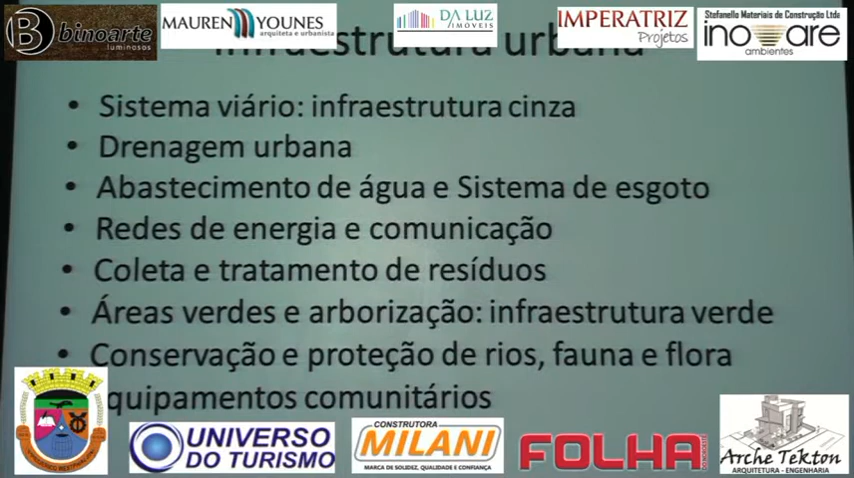 binoarte
luminosos
MAUREN YOUNES
arquiteta e urbanista
DA LUZ
IMÓVEIS
IMPERATRIZ
Projetos
Stefanello Materiais de Construção Ltda
inovare
ambientes
Infraestrutura urbana
• Sistema viário: infraestrutura cinza
• Drenagem urbana
• Abastecimento de água e Sistema de esgoto
• Redes de energia e comunicação
• Coleta e tratamento de resíduos
• Áreas verdes e arborização: infraestrutura verde
• Conservação e proteção de rios, fauna e flora
quipamentos comunitários
UNIVERSO
DO TURISMO
CONSTRUTORA
MILANI
MARCA DE SOLIDEZ, QUALIDADE E CONFIANÇA
FOLHA
Arche Tekton
ARQUITETURA - ENGENHARIA